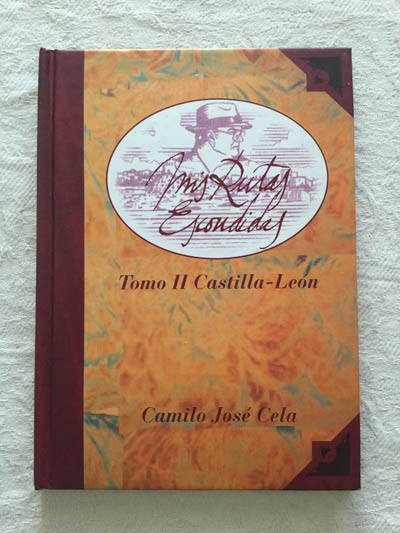 Mis Rutas
Escondidas
Tomo II Castilla-León
Camilo José Cela